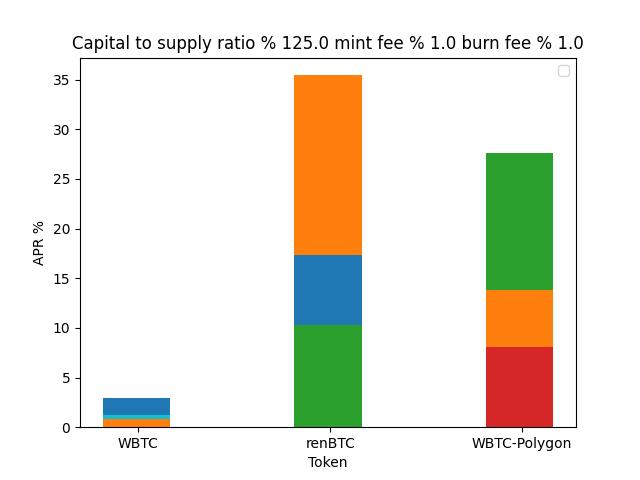 Capital to supply ratio % 125.0 mint fee % 1.0 burn fee % 1.0
35
30
25
20
15
10
5
0
APR %
WBTC
renBTC
WBTC-Polygon
Token